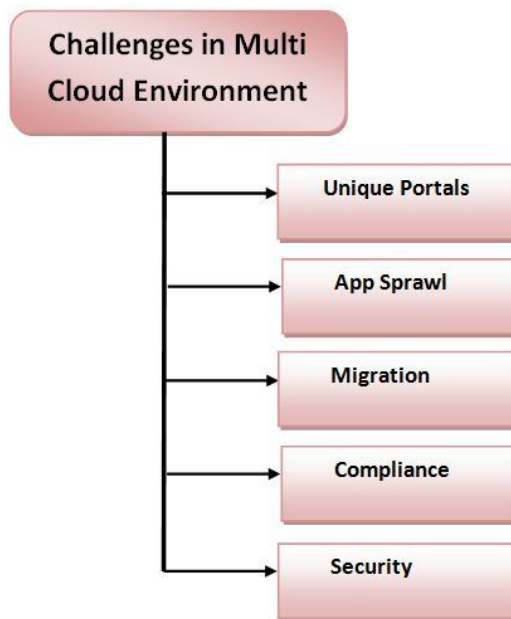 Challenges in Multi
Cloud Environment
Unique Portals
App Sprawl
Migration
Compliance
Security